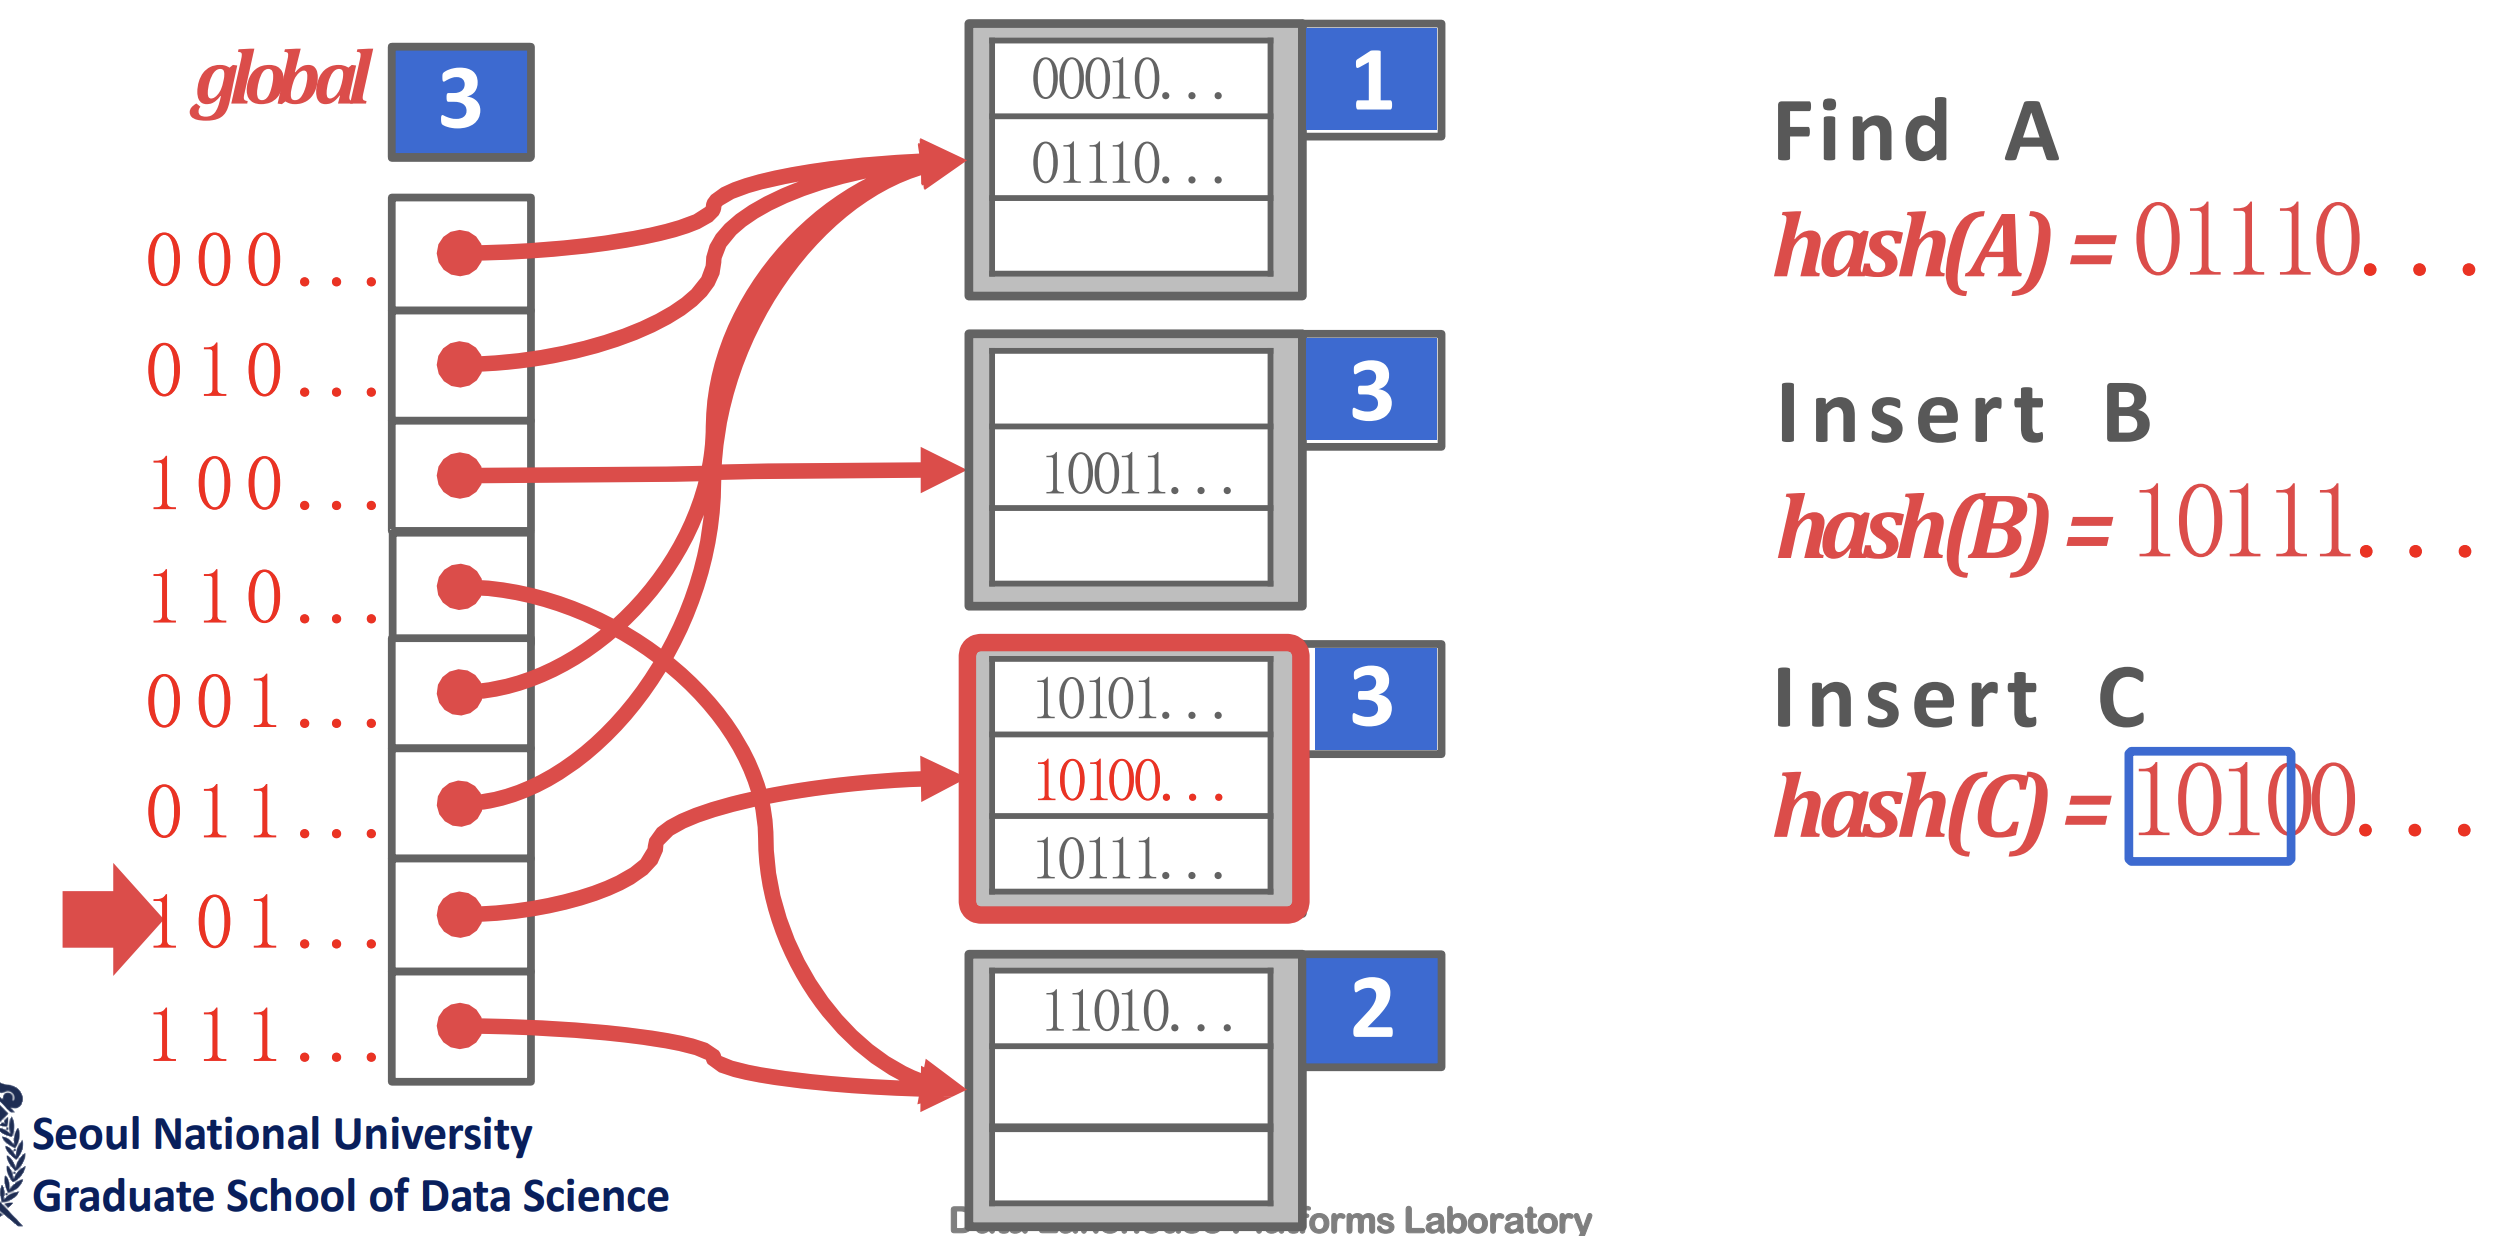 global 3
000...
010...
100...
110...
001...
011...
101...
111...
00010... 1
01110...
3
10011...
3
10101...
10100...
10111...
2
11010...
Find A
hash(A) = 01110...
Insert B
hash(B) = 10111...
Insert C
hash(C) = 10100...
Seoul National University
Graduate School of Data Science
Laboratory